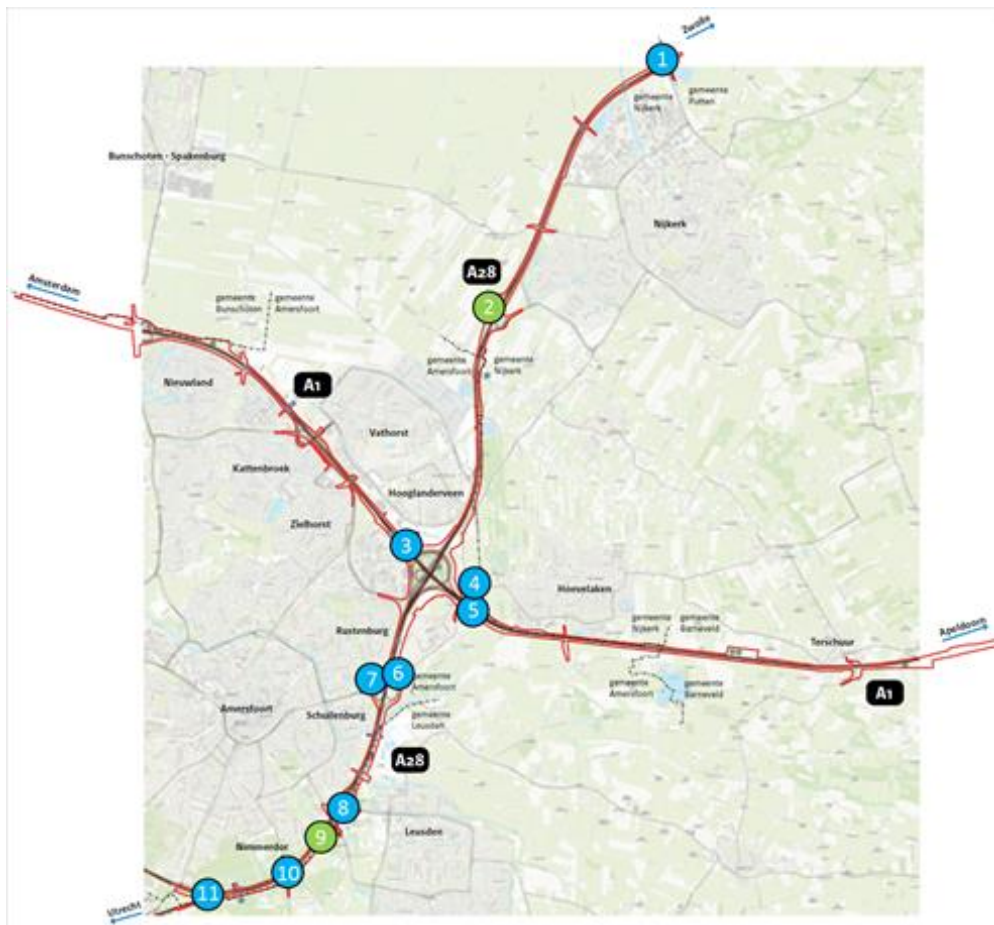 Zwolle
1
gemeente
Nijkerk
gemeente
Putten
Bunschoten - Spakenburg
Nijkerk
A28
2
Amsterdam
gemeente
Bunschoten
gemeente
Amersfoort
gemeente
Amersfoort
gemeente
Nijkerk
Nieuwland
A1
Vathorst
Kattenbroek
Hooglanderveen
Zielhorst
3
4
Hoevelaken
5
Rustenburg
gemeente
Nijkerk
gemeente
Barneveld
Terschuur
Apeldoorn
7
6
gemeente
Amersfoort
gemeente
Amersfoort
gemeente
Barneveld
A1
Amersfoort
Schuilenburg
gemeente
Leusden
A28
8
9
Leusden
Nimmerdor
10
11
Utrecht